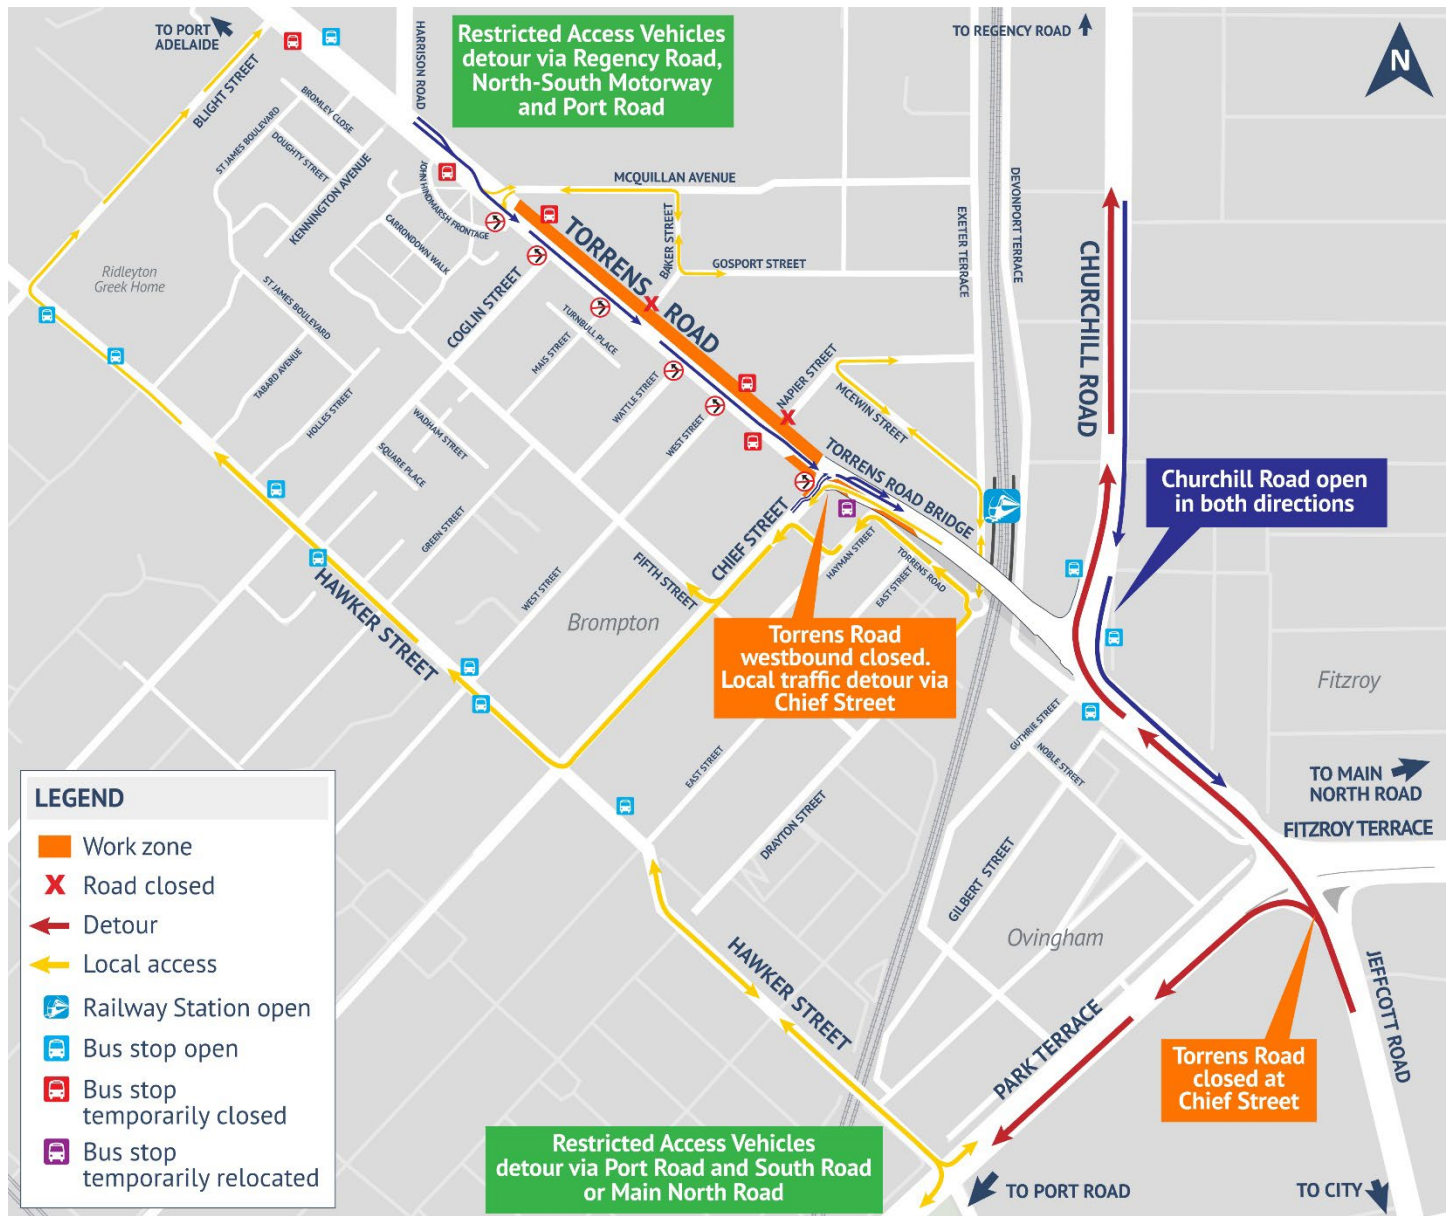 TO PORT
ADELAIDE
HARRISON ROAD
Restricted Access Vehicles
detour via Regency Road,
North-South Motorway
and Port Road
TO REGENCY ROAD
N
BLIGHT STREET
BROMLEY CLOSE
ST JAMES BOULEVARD
DOUGHTY STREET
KENNINGTON AVENUE
JOHN HINDMARSH FRONTAGE
CARRONDOWN WALK
MCQUILLAN AVENUE
BAKER STREET
GOSPORT STREET
EXETER TERRACE
DEVONPORT TERRACE
TORRENS ROAD
CHURCHILL ROAD
Ridleyton
Greek Home
ST JAMES BOULEVARD
COGLIN STREET
TURNBULL PLACE
MAIS STREET
TABARD AVENUE
HOLLES STREET
WATTLE STREET
WEST STREET
NAPIER STREET
MCEWIN STREET
WADHAM STREET
SQUARE PLACE
GREEN STREET
WEST STREET
TORRENS ROAD BRIDGE
Churchill Road open
in both directions
CHIEF STREET
FIFTH STREET
HAYMAN STREET
TORRENS ROAD
EAST STREET
HAWKER STREET
Brompton
Torrens Road
westbound closed.
Local traffic detour via
Chief Street
Fitzroy
GUTHRIE STREET
NOBLE STREET
EAST STREET
DRAYTON STREET
GILBERT STREET
TO MAIN
NORTH ROAD
FITZROY TERRACE
Ovingham
HAWKER STREET
PARK TERRACE
JEFFCOTT ROAD
Torrens Road
closed at
Chief Street
Restricted Access Vehicles
detour via Port Road and South Road
or Main North Road
TO PORT ROAD
TO CITY
LEGEND
Work zone
X Road closed
Detour
Local access
Railway Station open
Bus stop open
Bus stop
temporarily closed
Bus stop
temporarily relocated